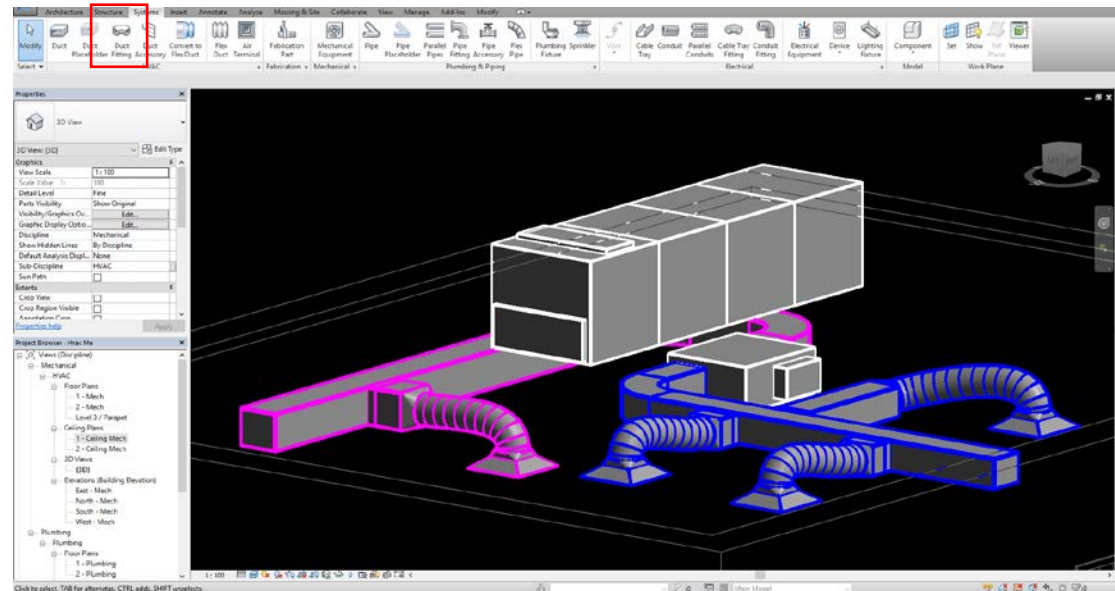 Architecture Structure Systems Insert Annotate Analyze Massing & Site Collaborate View Manage Add-Ins Modify
Modify Duct Duct Placeholder Duct Fitting Duct Accessory Convert to Flex Duct Flex Duct Air Terminal Fabrication Part Mechanical Equipment Pipe Pipe Placeholder Parallel Pipes Pipe Fitting Pipe Accessory Flex Pipe Plumbing Fixture Sprinkler Wire Cable Tray Conduit Parallel Conduits Cable Tray Fitting Conduit Fitting Electrical Equipment Device Lighting Fixture Component Set Show Ref Plane Viewer
Select HVAC Fabrication Mechanical Plumbing & Piping Electrical Model Work Plane
Properties
3D View
3D View: {3D} Edit Type
Graphics
View Scale 1 : 100
Scale Value 1: 100
Detail Level Fine
Parts Visibility Show Original
Visibility/Graphics Ov... Edit...
Graphic Display Optio... Edit...
Discipline Mechanical
Show Hidden Lines By Discipline
Default Analysis Displ... None
Sub-Discipline HVAC
Sun Path
Extents
Crop View
Crop Region Visible
Annotation Crop
Properties help Apply
Project Browser - Hvac Me
Views (Discipline)
Mechanical
HVAC
Floor Plans
1 - Mech
2 - Mech
Level 3 / Parapet
Ceiling Plans
1 - Ceiling Mech
2 - Ceiling Mech
3D Views
{3D}
Elevations (Building Elevation)
East - Mech
North - Mech
South - Mech
West - Mech
Plumbing
Plumbing
Floor Plans
1 - Plumbing
2 - Plumbing
1 : 100
Click to select, TAB for alternates, CTRL adds, SHIFT unselects. 0 Main Model